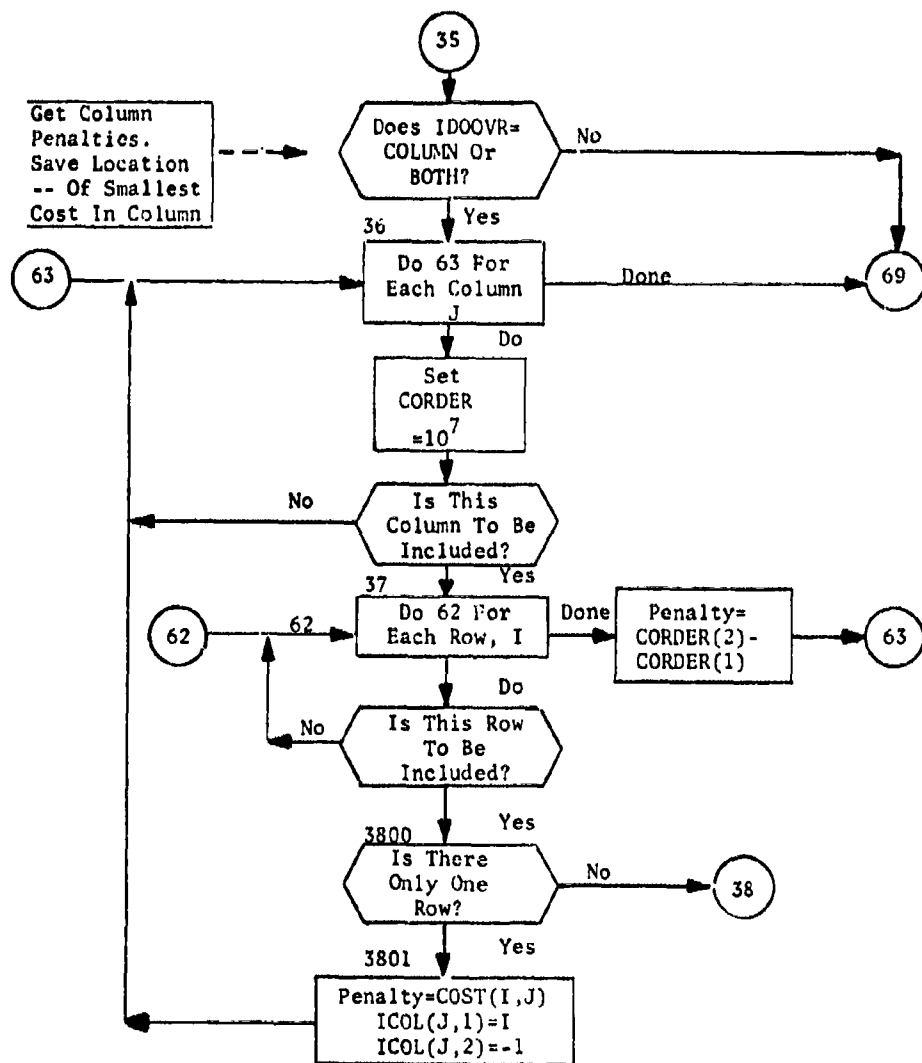 35
Get Column
Penalties.
Save Location
-- Of Smallest
Cost In Column
Does IDOOVR=
COLUMN Or
BOTH?
No
Yes
36
63
Do 63 For
Each Column
J
Done
69
Do
Set
CORDER
=10^7
No
Is This
Column To Be
Included?
Yes
37
62
62
Do 62 For
Each Row, I
Done
Penalty=
CORDER(2)-
CORDER(1)
63
Do
No
Is This Row
To Be
Included?
Yes
3800
Is There
Only One
Row?
No
38
Yes
3801
Penalty=COST(I,J)
ICOL(J,1)=I
ICOL(J,2)=-1